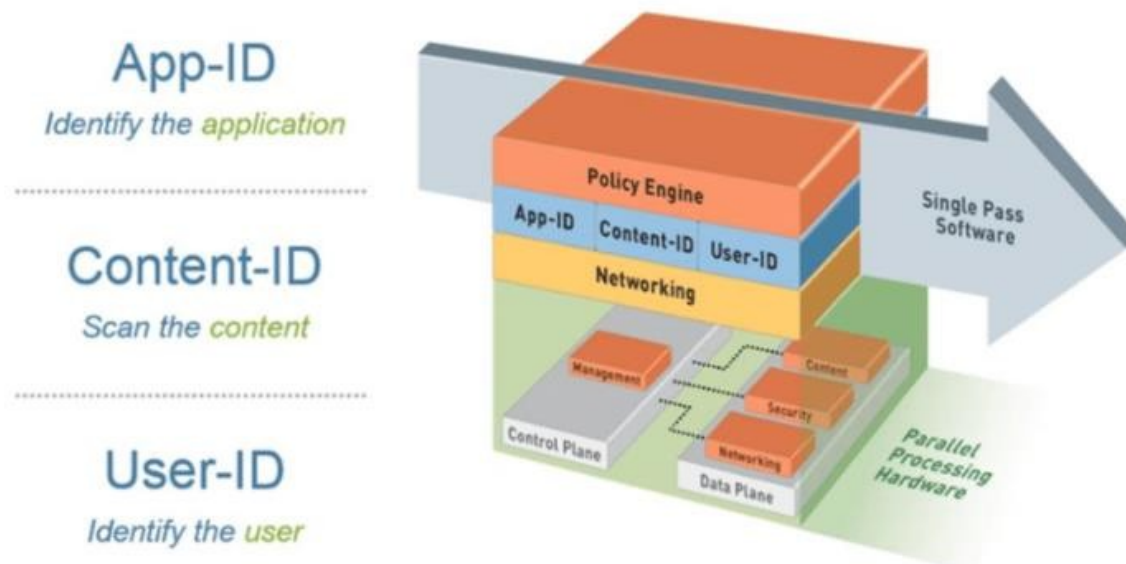 App-ID
Identify the application
Content-ID
Scan the content
User-ID
Identify the user
Policy Engine
App-ID
Content-ID
User-ID
Networking
Single Pass
Software
Management
Control Plane
Content
Security
Networking
Data Plane
Parallel
Processing
Hardware